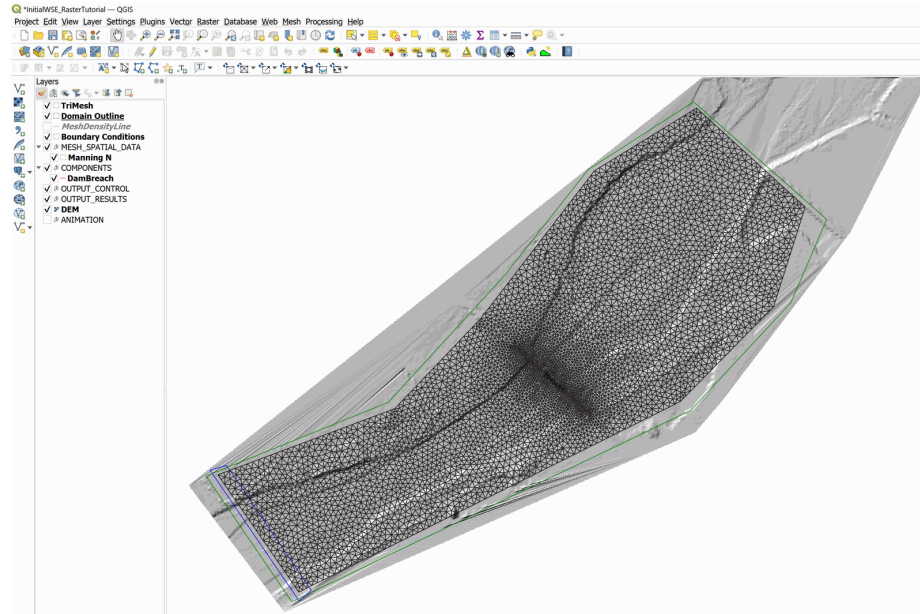 *InitialWSE_RasterTutorial — QGIS
Project Edit View Layer Settings Plugins Vector Raster Database Web Mesh Processing Help
Layers
TriMesh
Domain Outline
MeshDensityLine
Boundary Conditions
MESH_SPATIAL_DATA
Manning N
COMPONENTS
DamBreach
OUTPUT_CONTROL
OUTPUT_RESULTS
DEM
ANIMATION